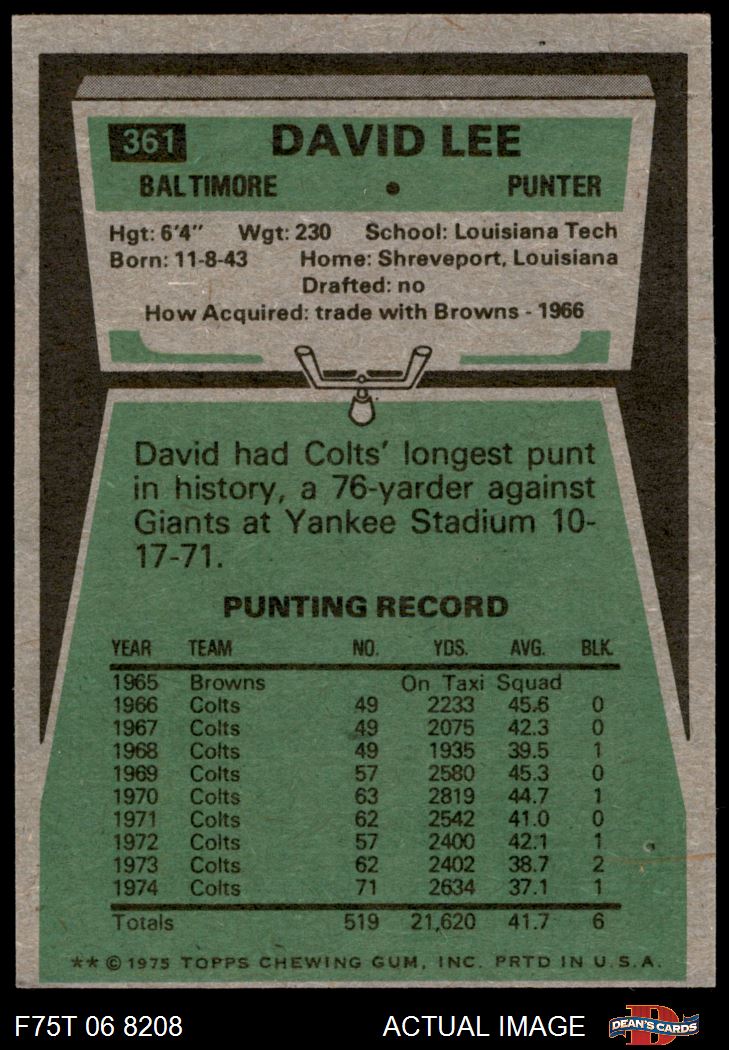 361 DAVID LEE
BALTIMORE • PUNTER
Hgt: 6'4" Wgt: 230 School: Louisiana Tech
Born: 11-8-43 Home: Shreveport, Louisiana
Drafted: no
How Acquired: trade with Browns - 1966
David had Colts' longest punt
in history, a 76-yarder against
Giants at Yankee Stadium 10-
17-71.
PUNTING RECORD
YEAR TEAM NO. YDS. AVG. BLK.
1965 Browns On Taxi Squad
1966 Colts 49 2233 45.6 0
1967 Colts 49 2075 42.3 0
1968 Colts 49 1935 39.5 1
1969 Colts 57 2580 45.3 0
1970 Colts 63 2819 44.7 1
1971 Colts 62 2542 41.0 0
1972 Colts 57 2400 42.1 1
1973 Colts 62 2402 38.7 2
1974 Colts 71 2634 37.1 1
Totals 519 21,620 41.7 6
** © 1975 TOPPS CHEWING GUM, INC. PRTD IN U.S.A.
F75T 06 8208 ACTUAL IMAGE D DEAN'S CARDS